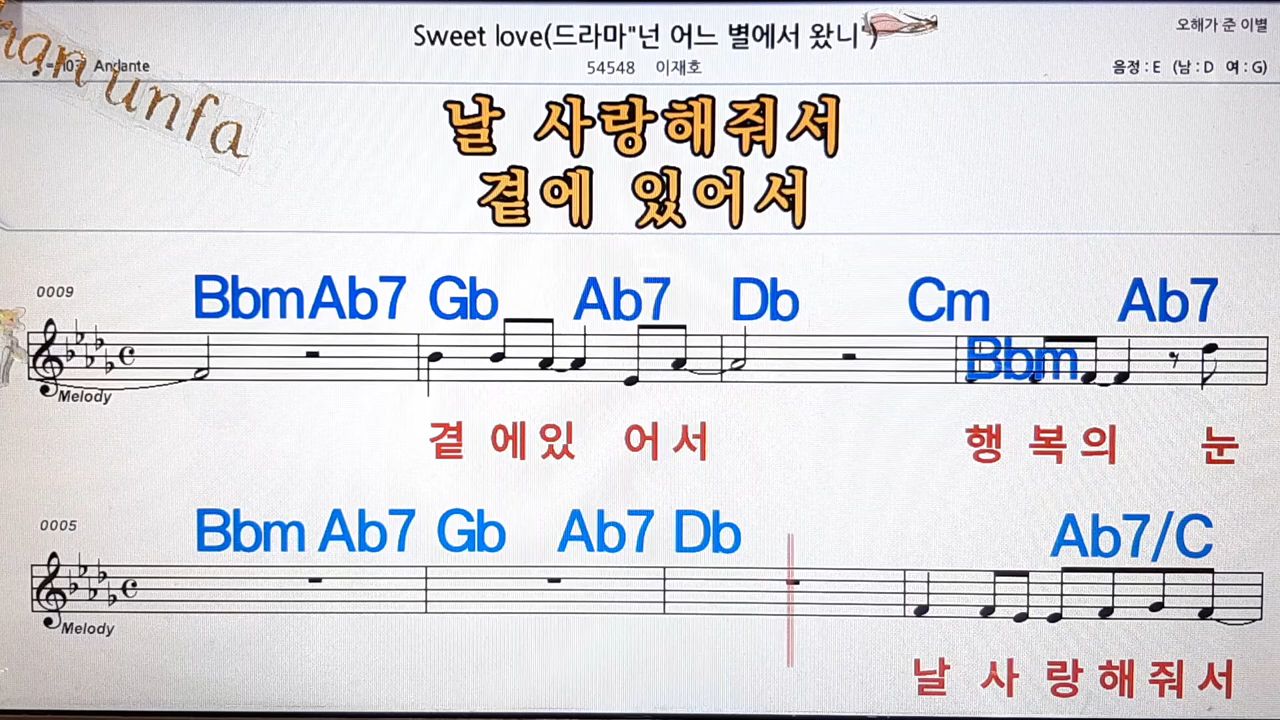 Sweet love(드라마"넌 어느 별에서 왔니")
오해가 준 이별
Andante
54548 이재호
음정 : E (남 : D 여 : G)
unfa
날 사랑해줘서
곁에 있어서
0009
Bbm Ab7 Gb Ab7 Db Cm Ab7
Bbm
Melody
곁 에 있 어 서 행 복 의 눈
0005
Bbm Ab7 Gb Ab7 Db Ab7/C
Melody
날 사 랑 해 줘 서